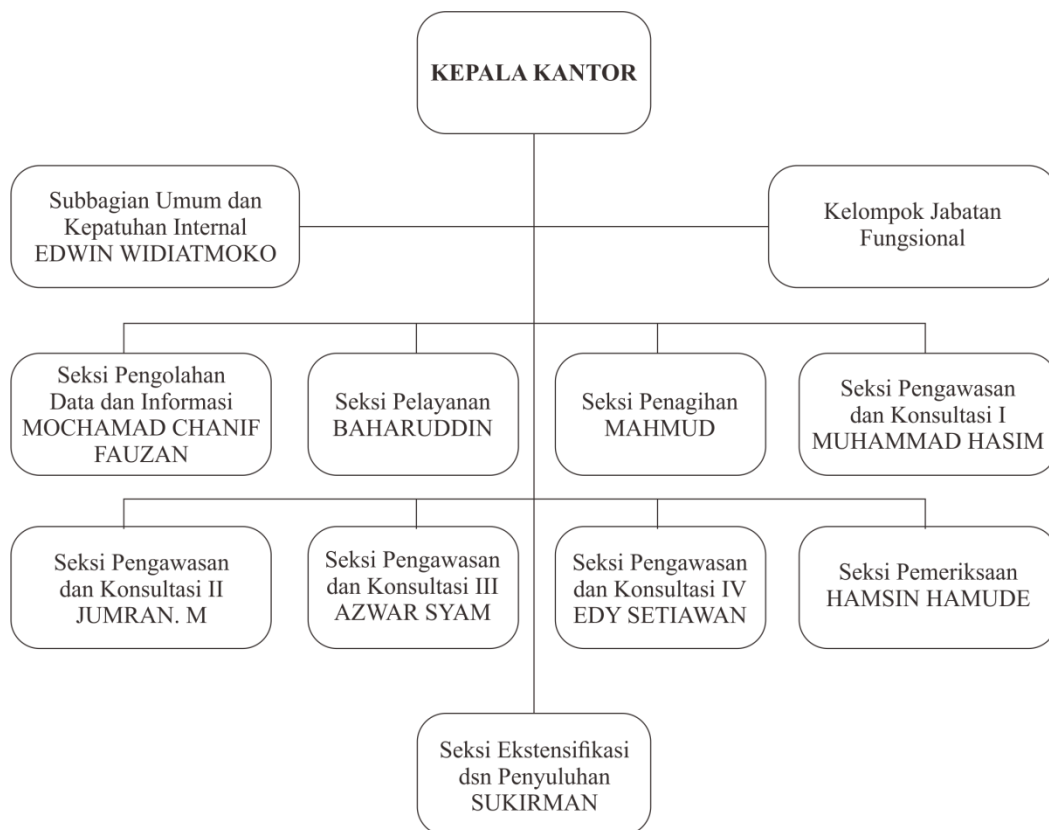 KEPALA KANTOR
Subbagian Umum dan
Kepatuhan Internal
EDWIN WIDIATMOKO
Kelompok Jabatan
Fungsional
Seksi Pengolahan
Data dan Informasi
MOCHAMAD CHANIF
FAUZAN
Seksi Pelayanan
BAHARUDDIN
Seksi Penagihan
MAHMUD
Seksi Pengawasan
dan Konsultasi I
MUHAMMAD HASIM
Seksi Pengawasan
dan Konsultasi II
JUMRAN. M
Seksi Pengawasan
dan Konsultasi III
AZWAR SYAM
Seksi Pengawasan
dan Konsultasi IV
EDY SETIAWAN
Seksi Pemeriksaan
HAMSIN HAMUDE
Seksi Ekstensifikasi
dsn Penyuluhan
SUKIRMAN